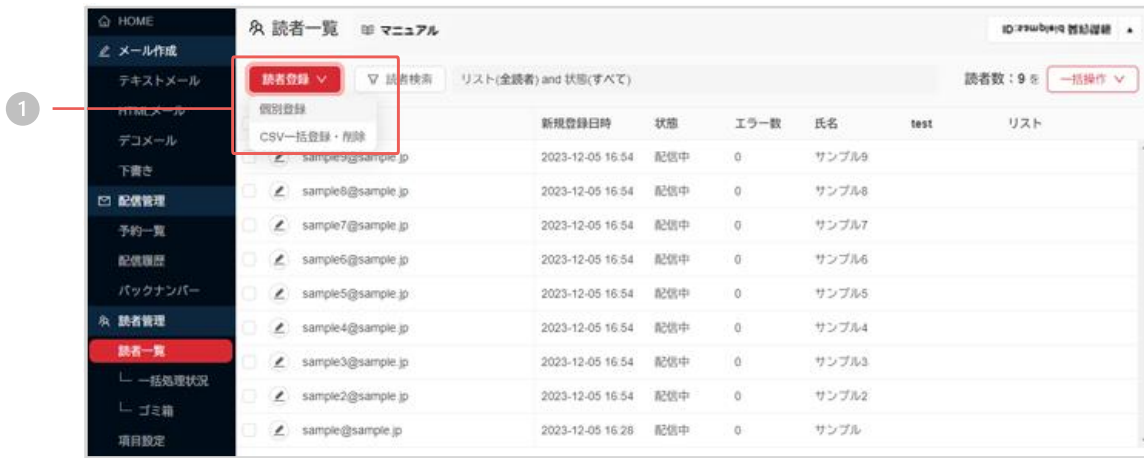 HOME
メール作成
テキストメール
HTMLメール
デコメール
下書き
配信管理
予約一覧
配信履歴
バックナンバー
読者管理
読者一覧
一括処理状況
ゴミ箱
項目設定
1
読者一覧 マニュアル
読者登録 読者検索 リスト(全読者) and 状態(すべて) 読者数:9 を 一括操作
個別登録
CSV一括登録・削除
新規登録日時 状態 エラー数 氏名 test リスト
sample9@sample.jp 2023-12-05 16:54 配信中 0 サンプル9
sample8@sample.jp 2023-12-05 16:54 配信中 0 サンプル8
sample7@sample.jp 2023-12-05 16:54 配信中 0 サンプル7
sample6@sample.jp 2023-12-05 16:54 配信中 0 サンプル6
sample5@sample.jp 2023-12-05 16:54 配信中 0 サンプル5
sample4@sample.jp 2023-12-05 16:54 配信中 0 サンプル4
sample3@sample.jp 2023-12-05 16:54 配信中 0 サンプル3
sample2@sample.jp 2023-12-05 16:54 配信中 0 サンプル2
sample@sample.jp 2023-12-05 16:28 配信中 0 サンプル